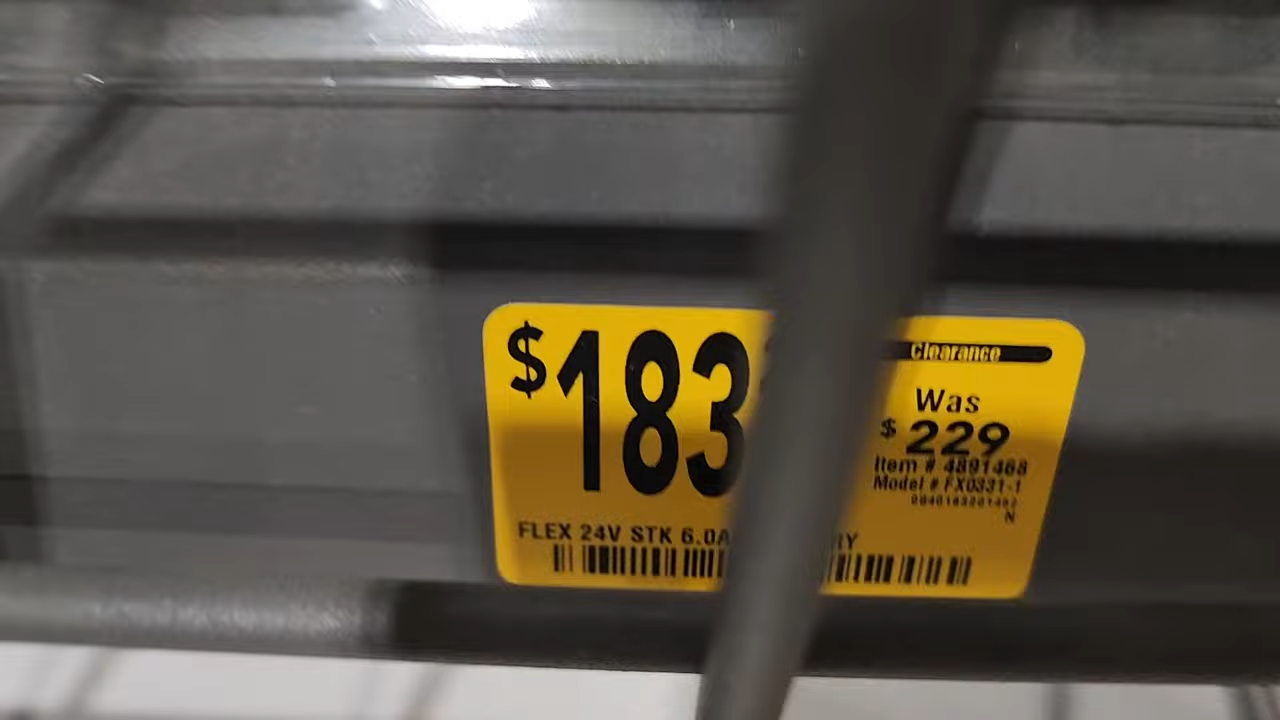 $183
Clearance
Was
$229
Item # 4891468
Model # FX0331-1
N
FLEX 24V STK 6.0A